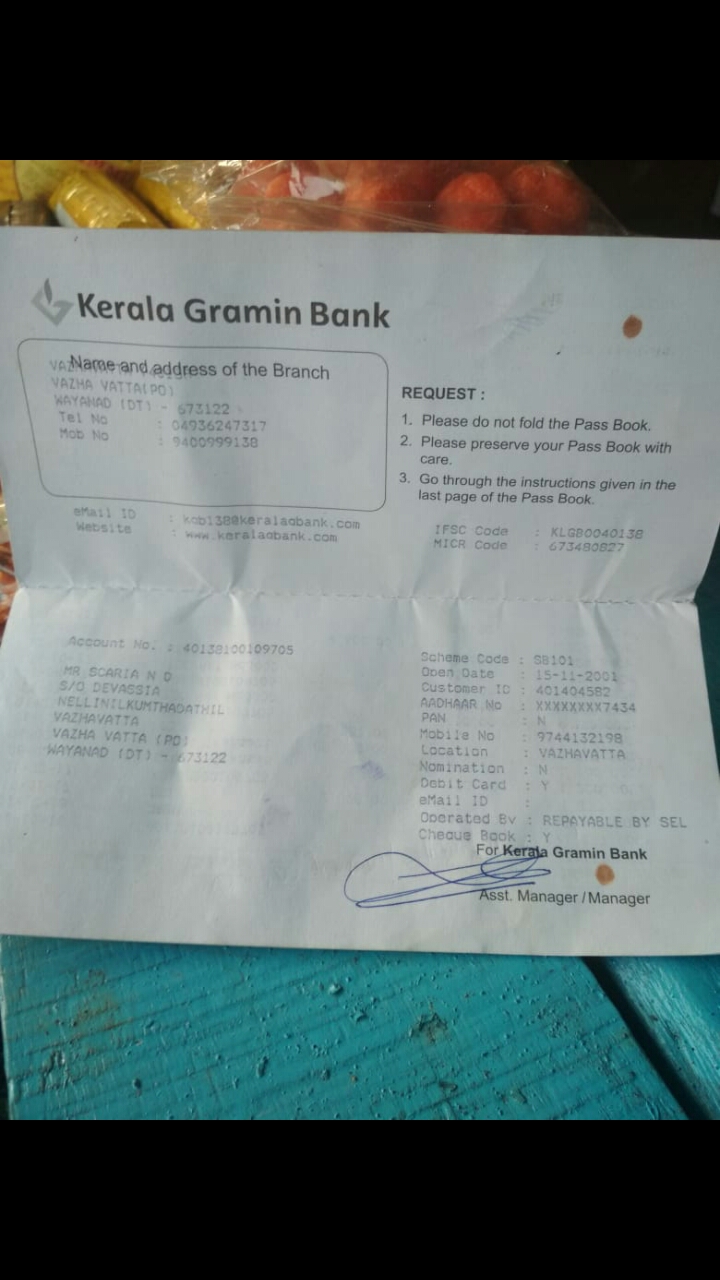 Kerala Gramin Bank
Name and address of the Branch
VAZHA VATTA(PO)
WAYANAD (DT) - 673122
Tel No : 04936247317
Mob No : 9400999138
eMail ID : kgb138@keralagbank.com
Website : www.keralagbank.com
REQUEST :
1. Please do not fold the Pass Book.
2. Please preserve your Pass Book with
care.
3. Go through the instructions given in the
last page of the Pass Book.
IFSC Code : KLGB0040138
MICR Code : 673480827
Account No. : 40138100109705
MR SCARIA N D
S/O DEVASSIA
NELLINILKUMTHADATHIL
VAZHAVATTA
VAZHA VATTA (PO)
WAYANAD (DT) - 673122
Scheme Code : SB101
Open Date : 15-11-2001
Customer ID : 401404582
AADHAAR No : XXXXXXXX7434
PAN : N
Mobile No : 9744132198
Location : VAZHAVATTA
Nomination : N
Debit Card : Y
eMail ID :
Operated By : REPAYABLE BY SEL
Cheque Book : Y
For Kerala Gramin Bank
Asst. Manager / Manager